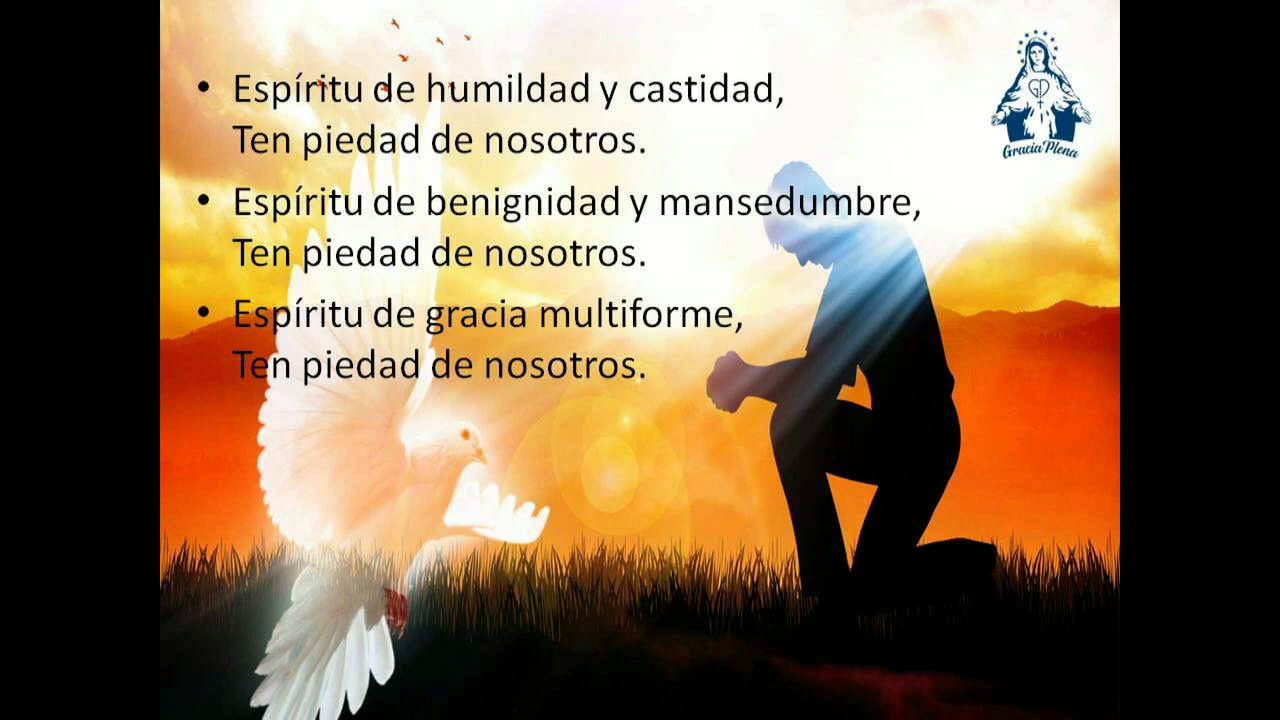 • Espíritu de humildad y castidad,
Ten piedad de nosotros.
• Espíritu de benignidad y mansedumbre,
Ten piedad de nosotros.
• Espíritu de gracia multiforme,
Ten piedad de nosotros.
Gracia Plena